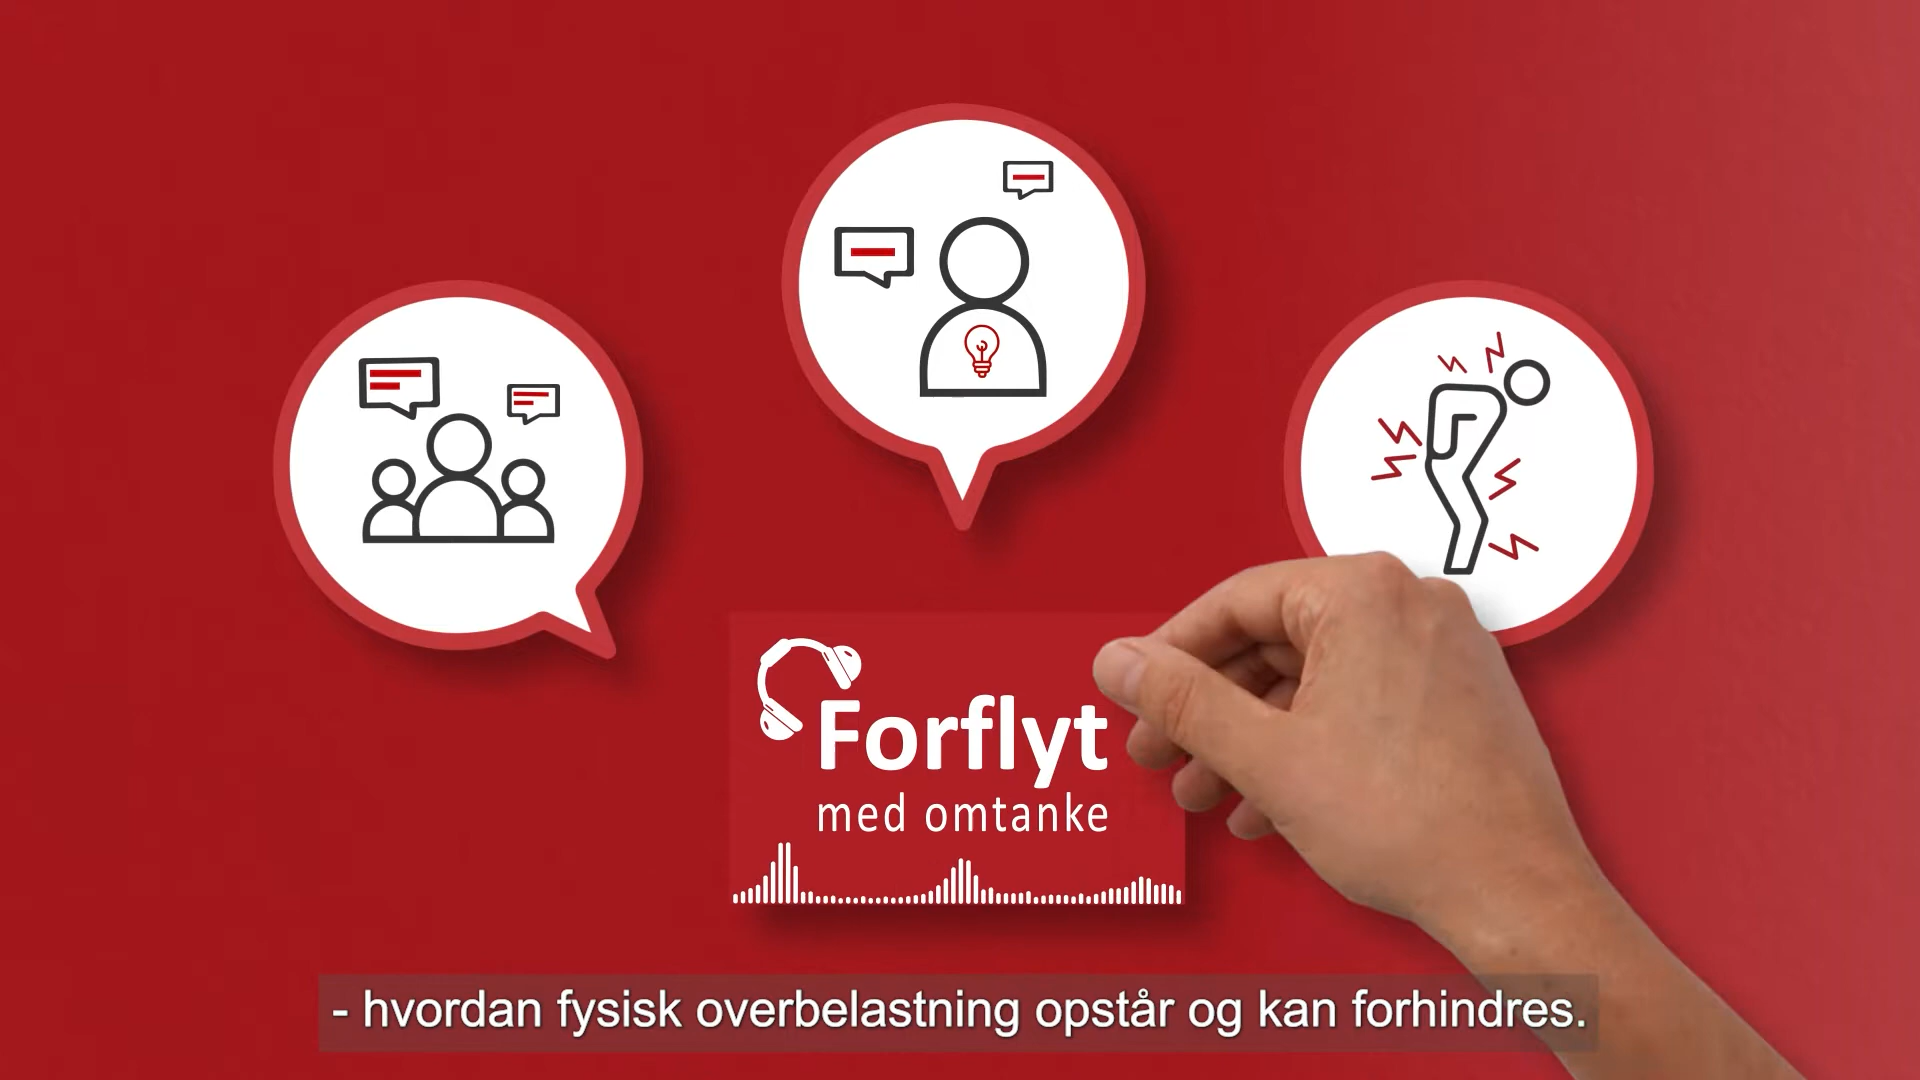 Forflyt
med omtanke
- hvordan fysisk overbelastning opstår og kan forhindres.